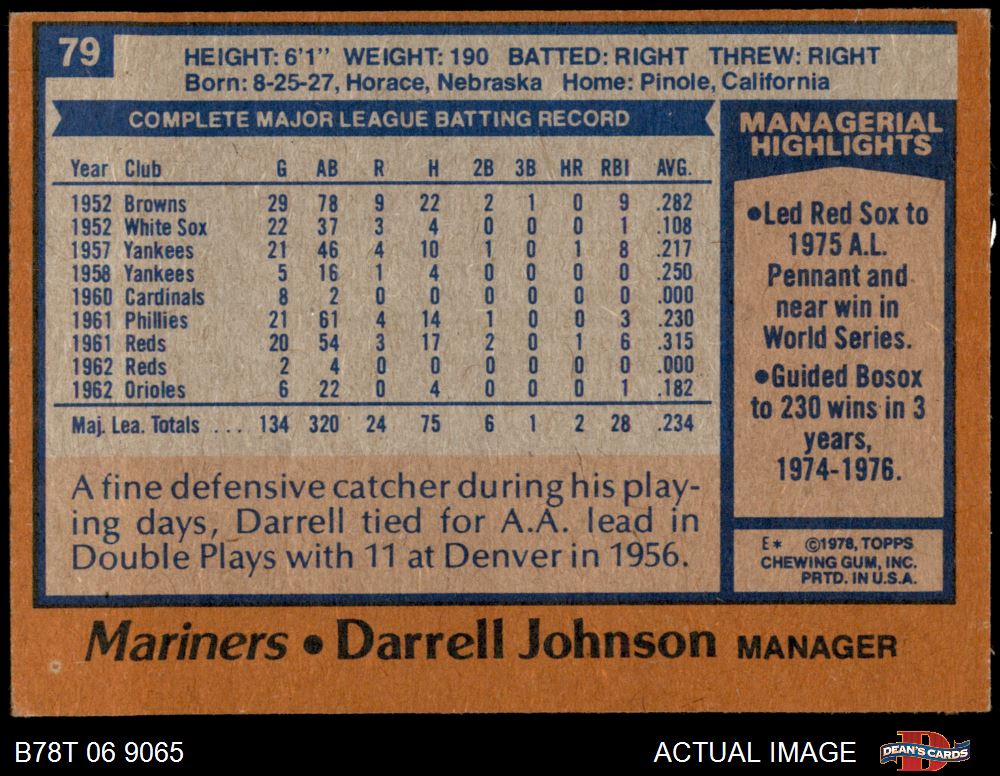 79
HEIGHT: 6'1" WEIGHT: 190 BATTED: RIGHT THREW: RIGHT
Born: 8-25-27, Horace, Nebraska Home: Pinole, California
COMPLETE MAJOR LEAGUE BATTING RECORD
Year Club G AB R H 2B 3B HR RBI AVG.
1952 Browns 29 78 9 22 2 1 0 9 .282
1952 White Sox 22 37 3 4 0 0 0 1 .108
1957 Yankees 21 46 4 10 1 0 1 8 .217
1958 Yankees 5 16 1 4 0 0 0 0 .250
1960 Cardinals 8 2 0 0 0 0 0 0 .000
1961 Phillies 21 61 4 14 1 0 0 3 .230
1961 Reds 20 54 3 17 2 0 1 6 .315
1962 Reds 2 4 0 0 0 0 0 0 .000
1962 Orioles 6 22 0 4 0 0 0 1 .182
Maj. Lea. Totals ... 134 320 24 75 6 1 2 28 .234
A fine defensive catcher during his play-
ing days, Darrell tied for A.A. lead in
Double Plays with 11 at Denver in 1956.
MANAGERIAL
HIGHLIGHTS
•Led Red Sox to
1975 A.L.
Pennant and
near win in
World Series.
•Guided Bosox
to 230 wins in 3
years,
1974-1976.
E* ©1978, TOPPS
CHEWING GUM, INC.
PRTD. IN U.S.A.
Mariners • Darrell Johnson MANAGER
B78T 06 9065 ACTUAL IMAGE D DEAN'S CARDS